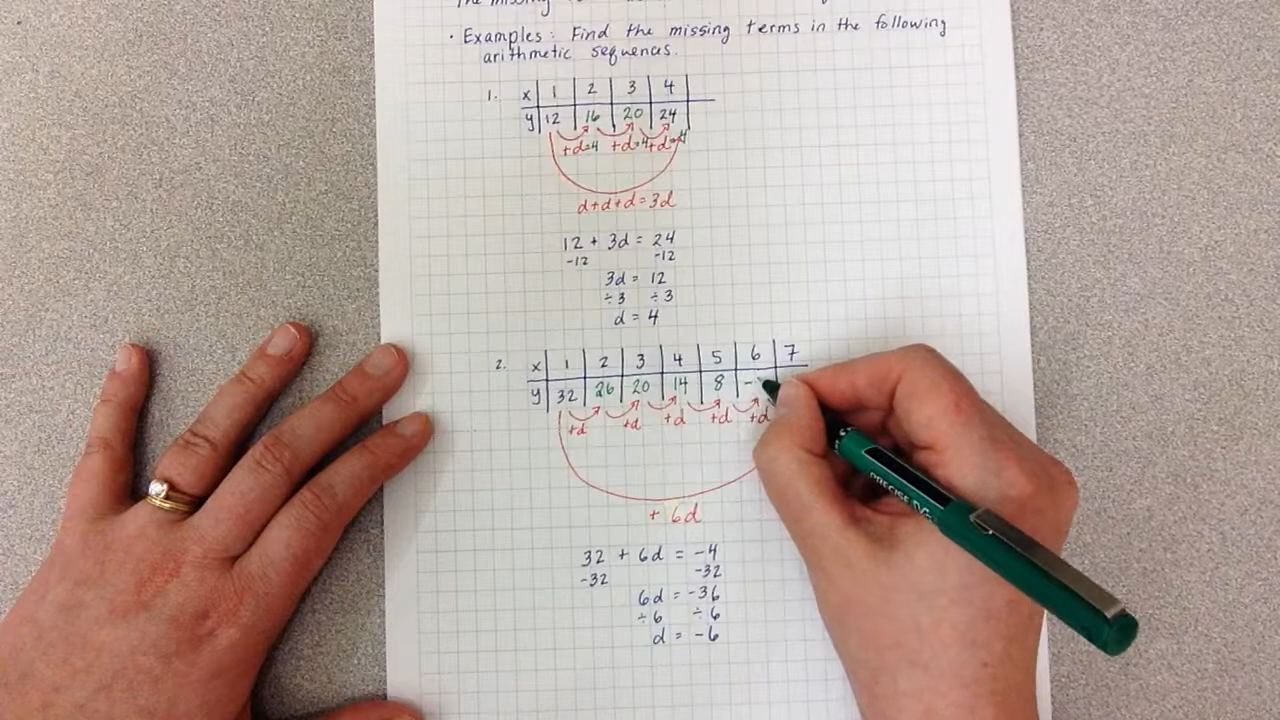 The missing
• Examples: Find the missing terms in the following
arithmetic sequences.
1. x 1 2 3 4
y 12 16 20 24
+d=4 +d=4 +d=4
d+d+d=3d
12 + 3d = 24
-12 -12
3d = 12
÷3 ÷3
d = 4
2. x 1 2 3 4 5 6 7
y 32 26 20 14 8 -
+d +d +d +d +d
+ 6d
32 + 6d = -4
-32 -32
6d = -36
÷6 ÷6
d = -6
PRECISE V5